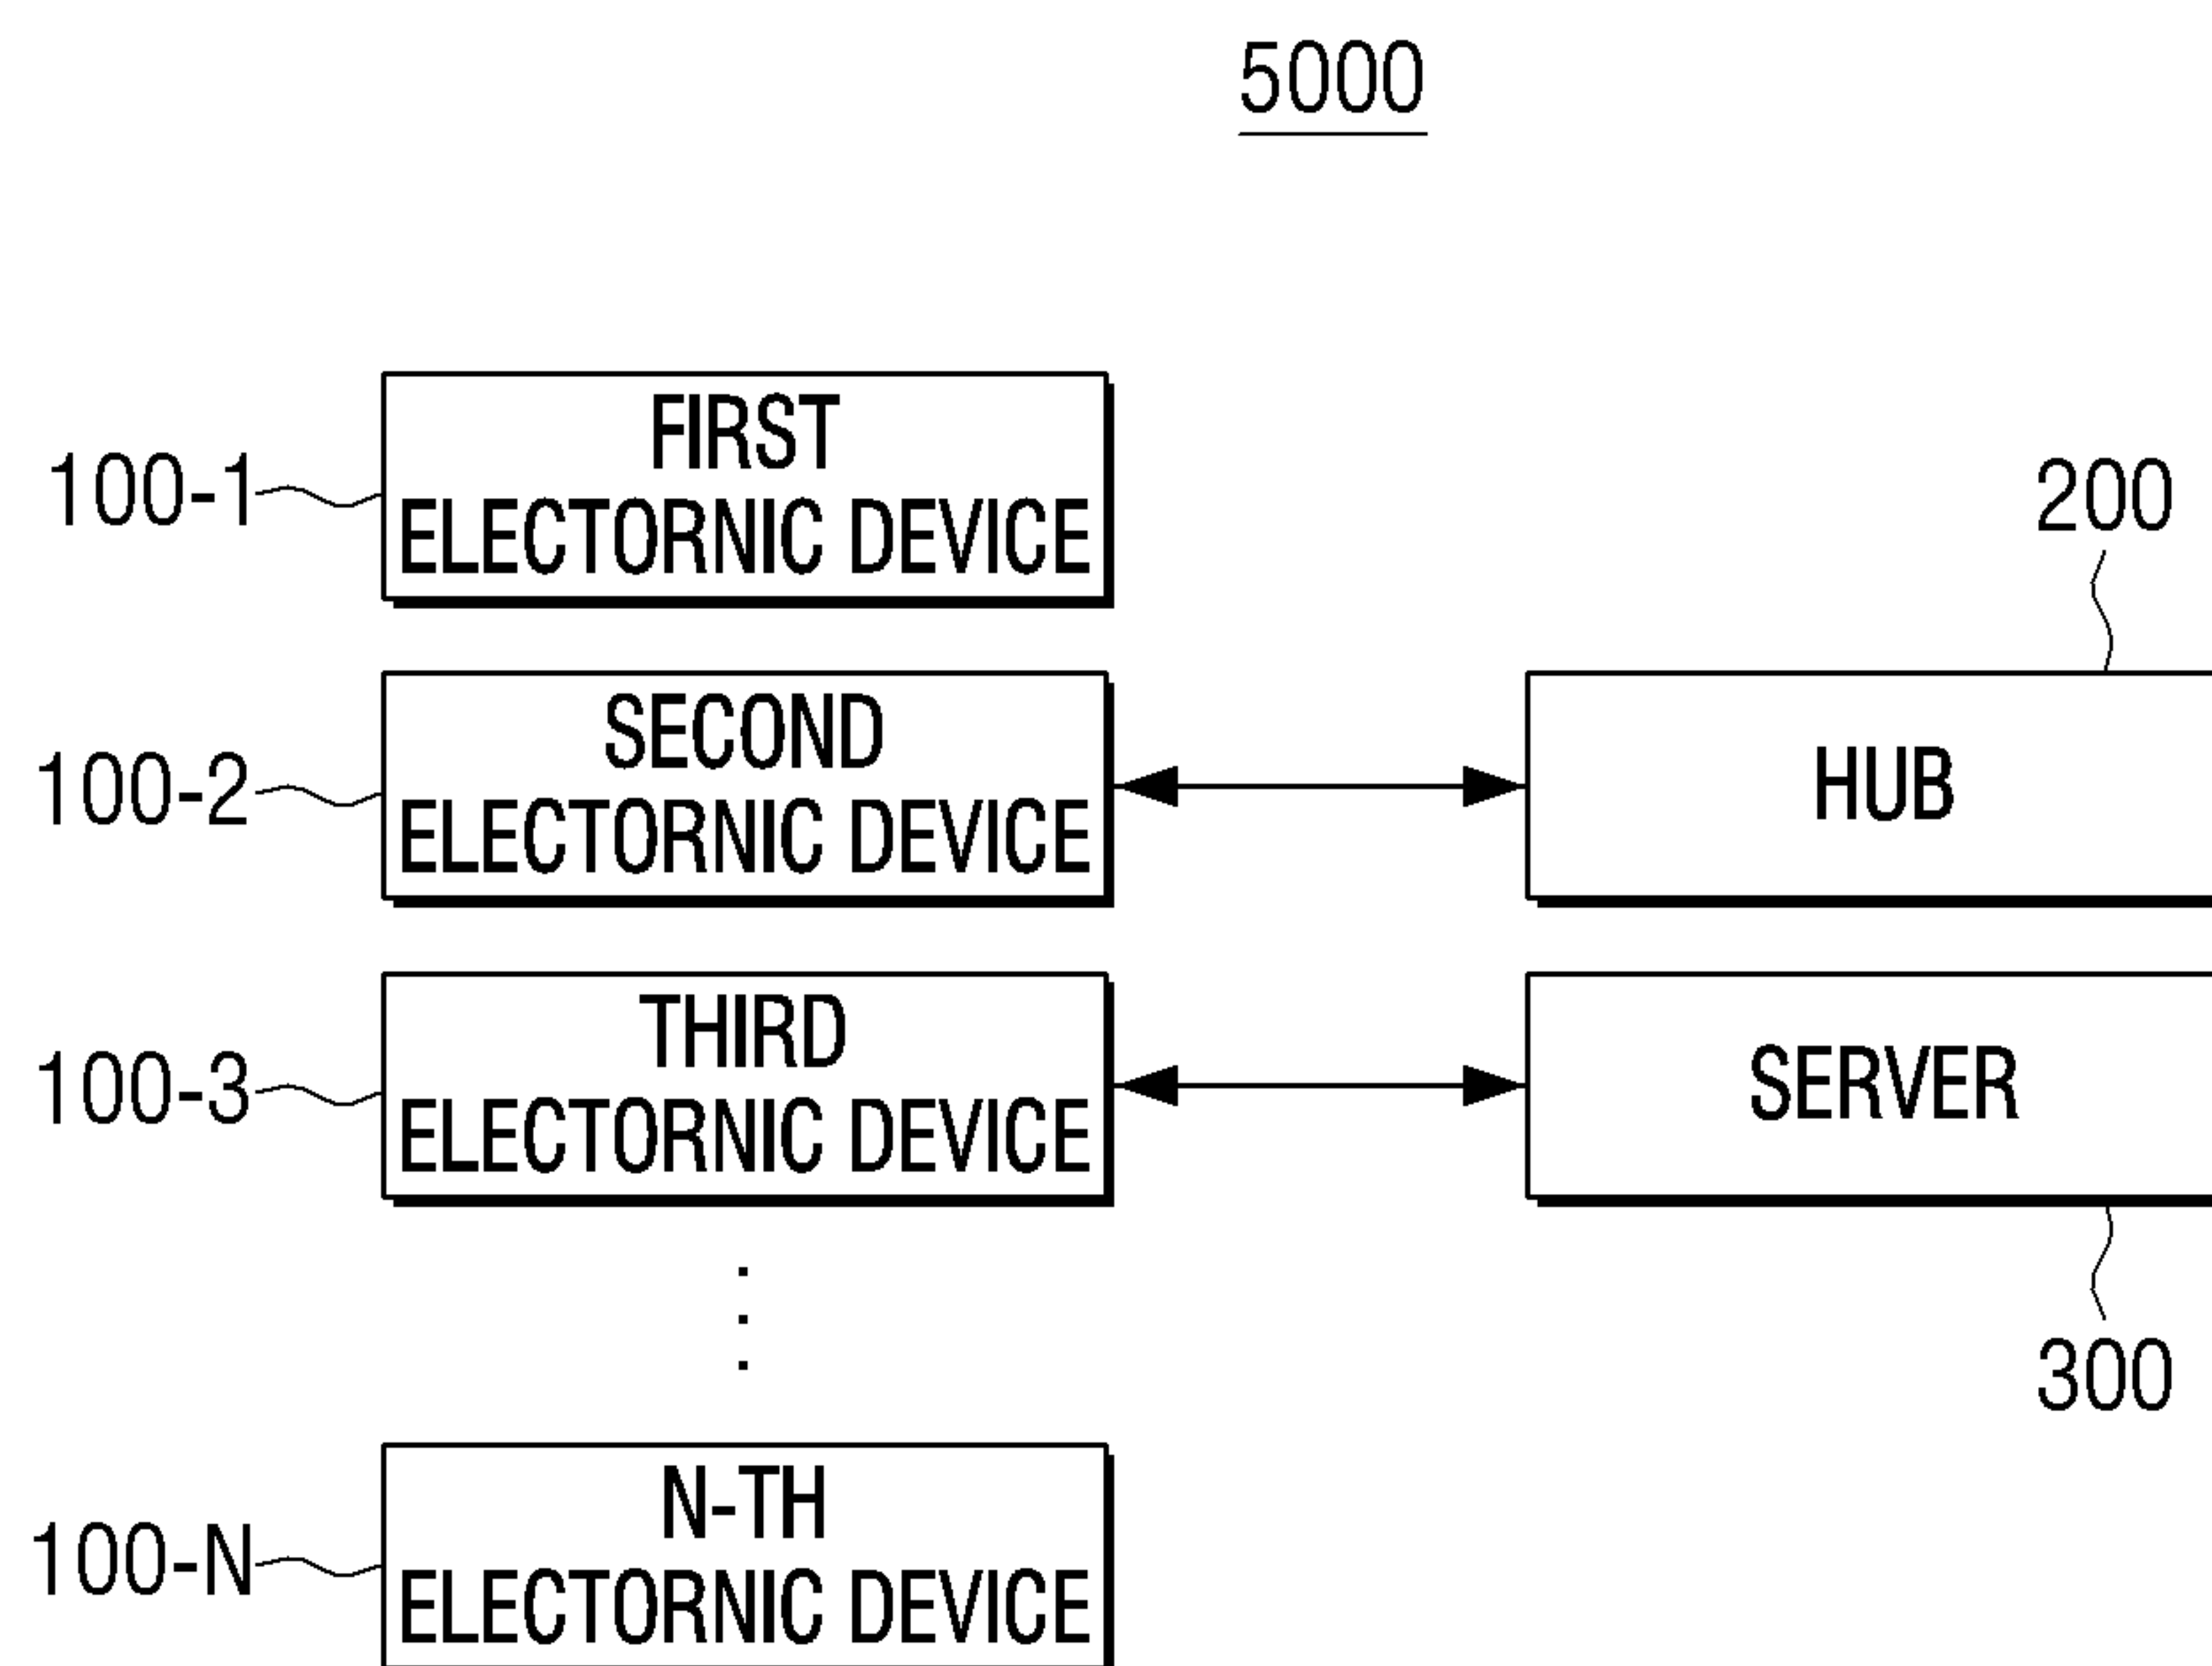 5000
FIRST
ELECTORNIC DEVICE
100-1
200
SECOND
ELECTORNIC DEVICE
100-2
HUB
THIRD
ELECTORNIC DEVICE
100-3
SERVER
300
N-TH
ELECTORNIC DEVICE
100-N